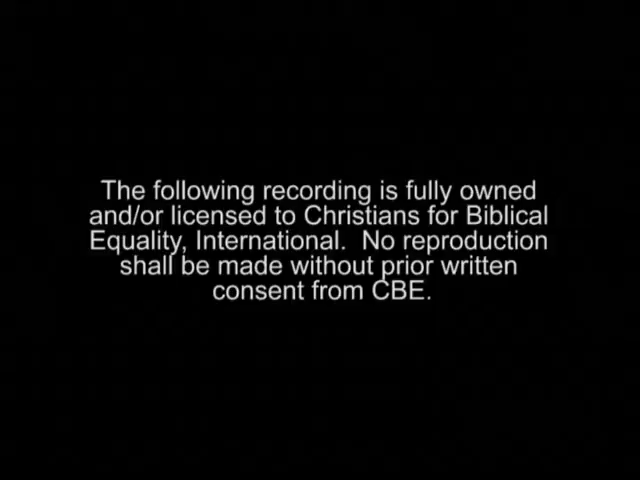 The following recording is fully owned
and/or licensed to Christians for Biblical
Equality, International.  No reproduction
shall be made without prior written
consent from CBE.